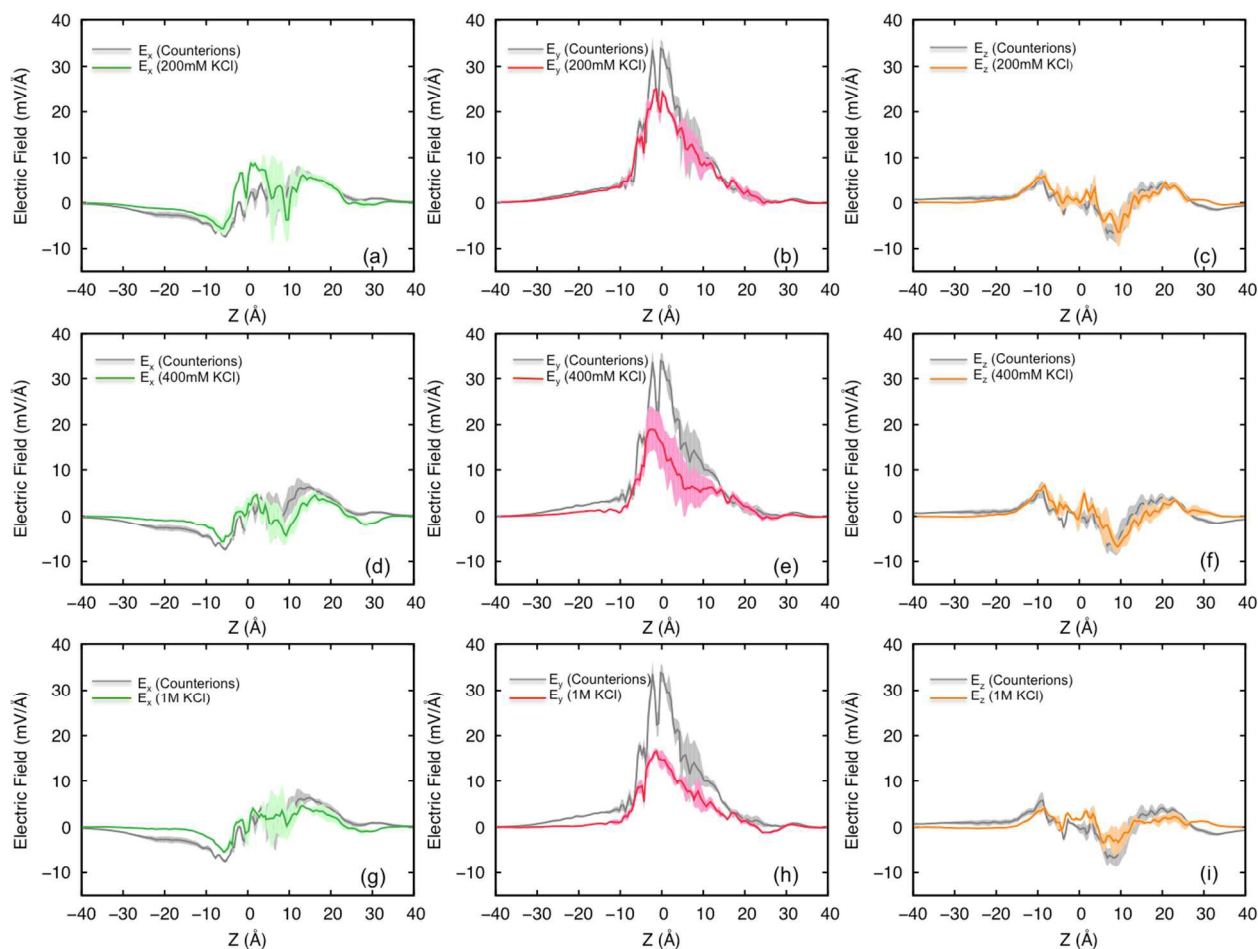 40
30
20
10
0
−10
Electric Field (mV/Å)
E_x (Counterions)
E_x (200mM KCl)
(a)
−40 −30 −20 −10 0 10 20 30 40
Z (Å)
40
30
20
10
0
−10
Electric Field (mV/Å)
E_y (Counterions)
E_y (200mM KCl)
(b)
−40 −30 −20 −10 0 10 20 30 40
Z (Å)
40
30
20
10
0
−10
Electric Field (mV/Å)
E_z (Counterions)
E_z (200mM KCl)
(c)
−40 −30 −20 −10 0 10 20 30 40
Z (Å)
40
30
20
10
0
−10
Electric Field (mV/Å)
E_x (Counterions)
E_x (400mM KCl)
(d)
−40 −30 −20 −10 0 10 20 30 40
Z (Å)
40
30
20
10
0
−10
Electric Field (mV/Å)
E_y (Counterions)
E_y (400mM KCl)
(e)
−40 −30 −20 −10 0 10 20 30 40
Z (Å)
40
30
20
10
0
−10
Electric Field (mV/Å)
E_z (Counterions)
E_z (400mM KCl)
(f)
−40 −30 −20 −10 0 10 20 30 40
Z (Å)
40
30
20
10
0
−10
Electric Field (mV/Å)
E_x (Counterions)
E_x (1M KCl)
(g)
−40 −30 −20 −10 0 10 20 30 40
Z (Å)
40
30
20
10
0
−10
Electric Field (mV/Å)
E_y (Counterions)
E_y (1M KCl)
(h)
−40 −30 −20 −10 0 10 20 30 40
Z (Å)
40
30
20
10
0
−10
Electric Field (mV/Å)
E_z (Counterions)
E_z (1M KCl)
(i)
−40 −30 −20 −10 0 10 20 30 40
Z (Å)